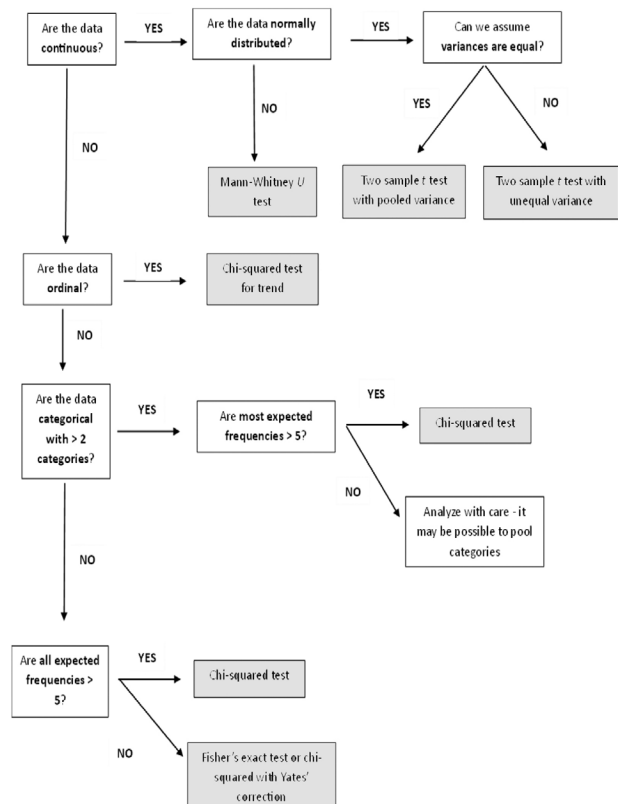 Are the data
continuous?
YES
Are the data normally
distributed?
YES
Can we assume
variances are equal?
NO
NO
YES
NO
Mann-Whitney U
test
Two sample t test
with pooled variance
Two sample t test with
unequal variance
Are the data
ordinal?
YES
Chi-squared test
for trend
NO
Are the data
categorical
with > 2
categories?
YES
Are most expected
frequencies > 5?
YES
Chi-squared test
NO
Analyze with care - it
may be possible to pool
categories
NO
Are all expected
frequencies >
5?
YES
Chi-squared test
NO
Fisher's exact test or chi-
squared with Yates'
correction